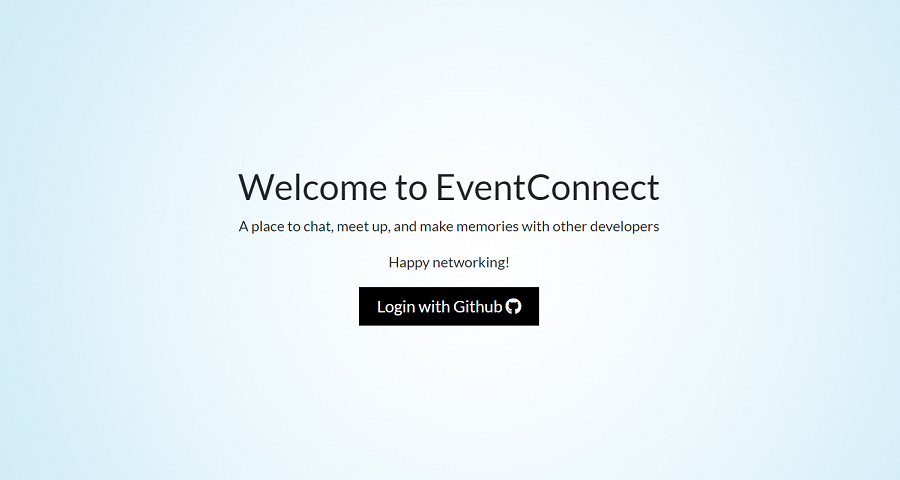 Welcome to EventConnect
A place to chat, meet up, and make memories with other developers
Happy networking!
Login with Github